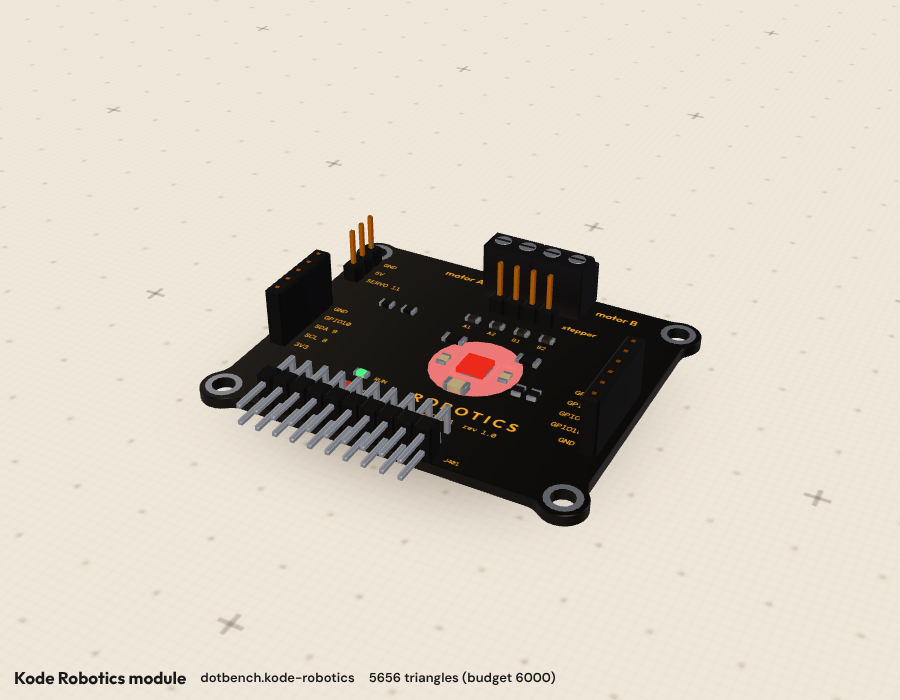 GND
5V
SERVO 11
motor A
motor B
stepper
A1
A2
B1
B2
GND
GPIO10
SDA 9
SCL 8
3V3
RUN
ROBOTICS
rev 1.0
GND
Kode Robotics module dotbench.kode-robotics 5656 triangles (budget 6000)